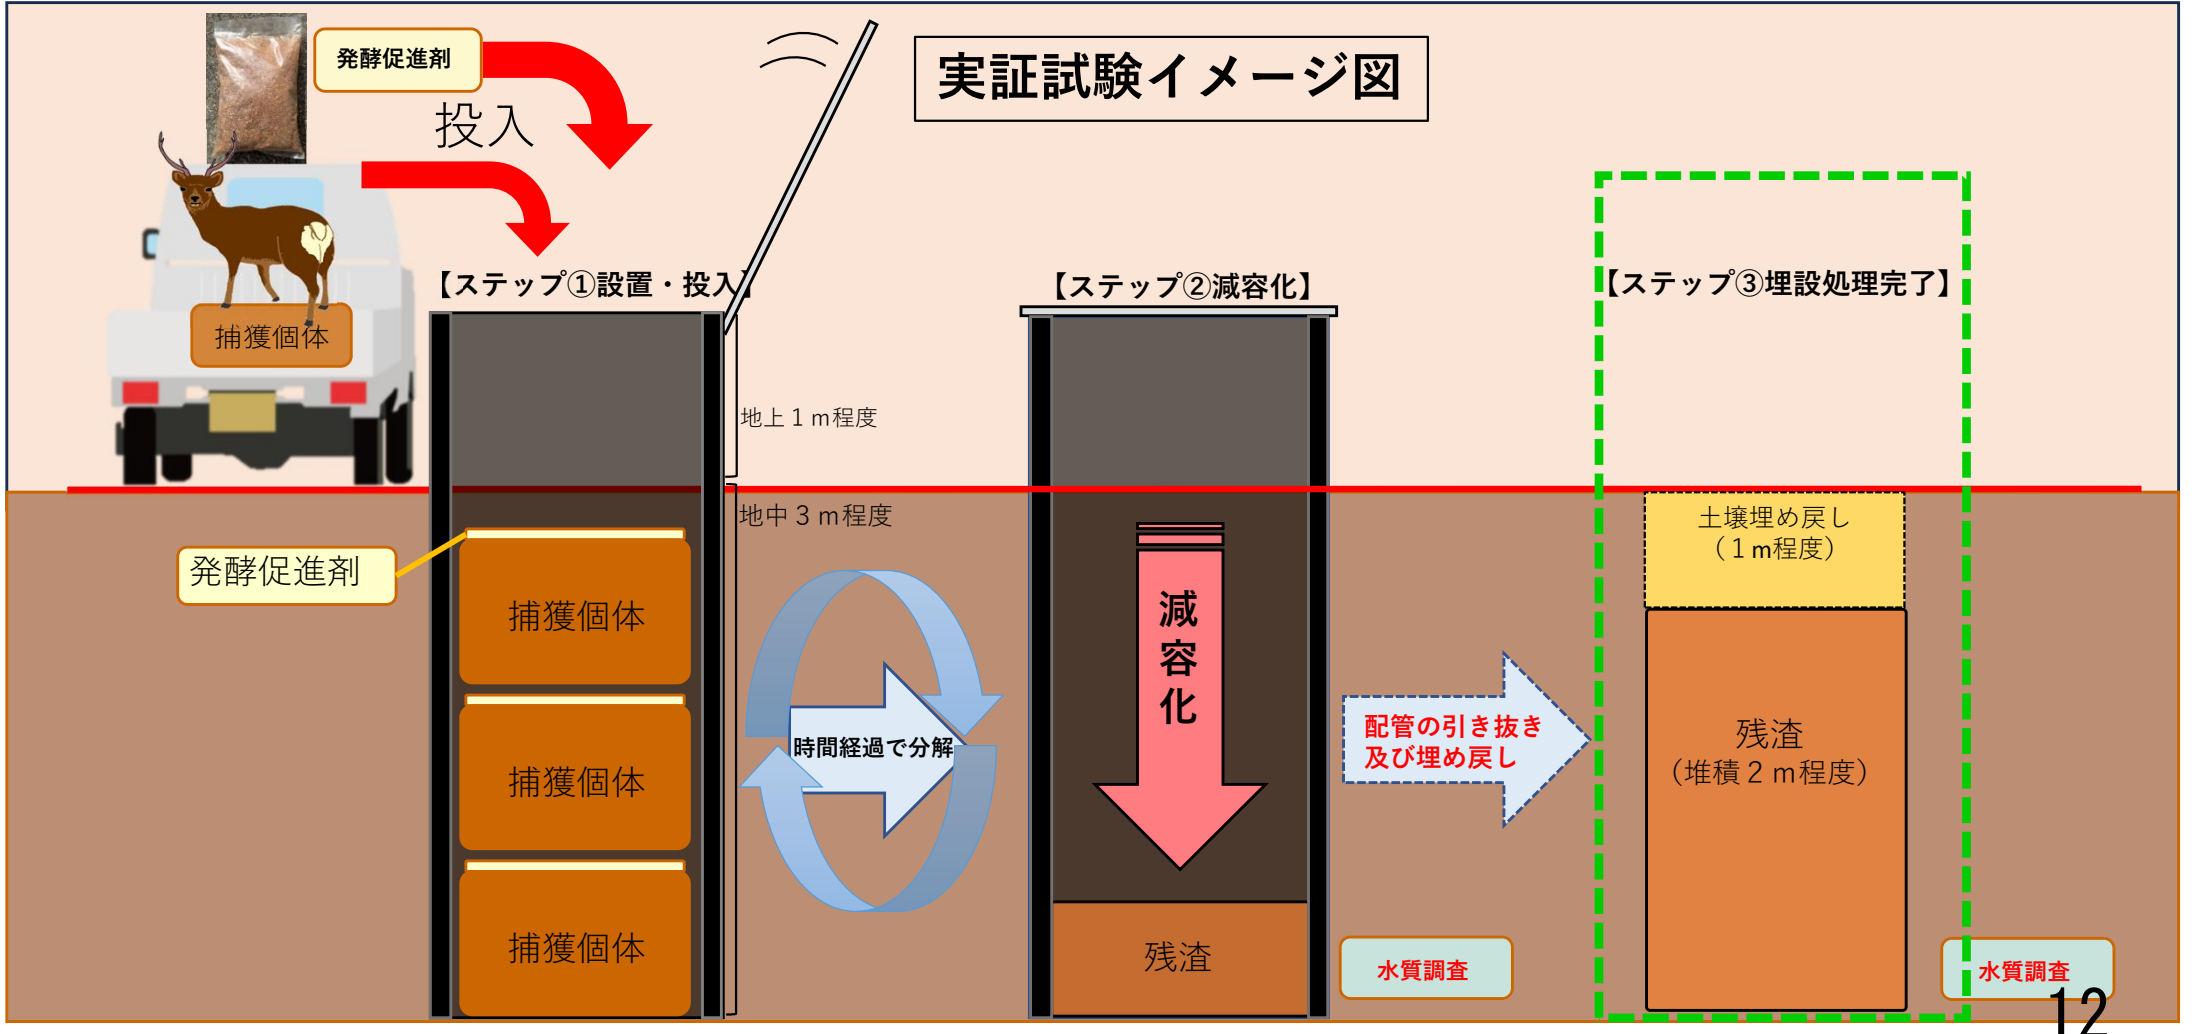 実証試験イメージ図
発酵促進剤
投入
捕獲個体
【ステップ①設置・投入】
地上１ｍ程度
地中３ｍ程度
発酵促進剤
捕獲個体
捕獲個体
捕獲個体
時間経過で分解
【ステップ②減容化】
減容化
残渣
水質調査
配管の引き抜き
及び埋め戻し
【ステップ③埋設処理完了】
土壌埋め戻し
（１m程度）
残渣
（堆積２ｍ程度）
水質調査
12